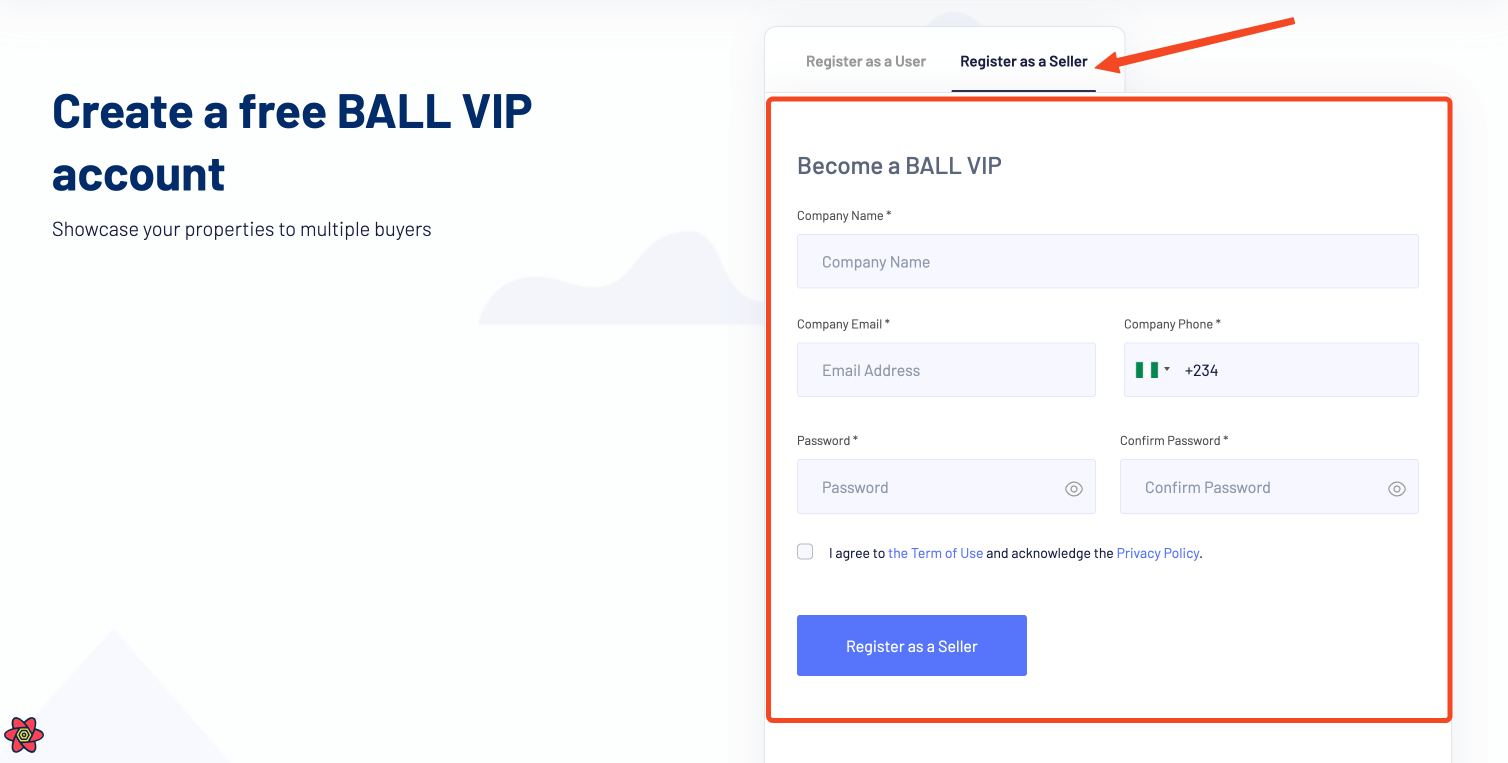 Register as a User
Register as a Seller
Create a free BALL VIP
account
Showcase your properties to multiple buyers
Become a BALL VIP
Company Name *
Company Name
Company Email *
Company Phone *
Email Address
+234
Password *
Confirm Password *
Password
Confirm Password
I agree to the Term of Use and acknowledge the Privacy Policy.
Register as a Seller